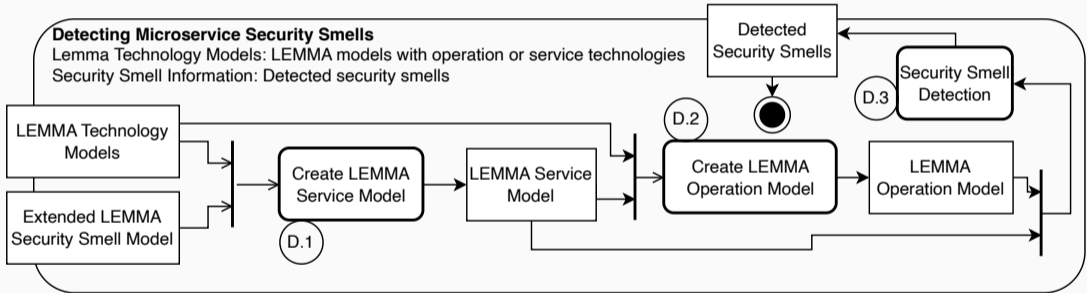 Detecting Microservice Security Smells
Lemma Technology Models: LEMMA models with operation or service technologies
Security Smell Information: Detected security smells
Detected
Security Smells
Security Smell
Detection
D.3
LEMMA Technology
Models
Extended LEMMA
Security Smell Model
Create LEMMA
Service Model
D.1
LEMMA Service
Model
D.2
Create LEMMA
Operation Model
LEMMA
Operation Model